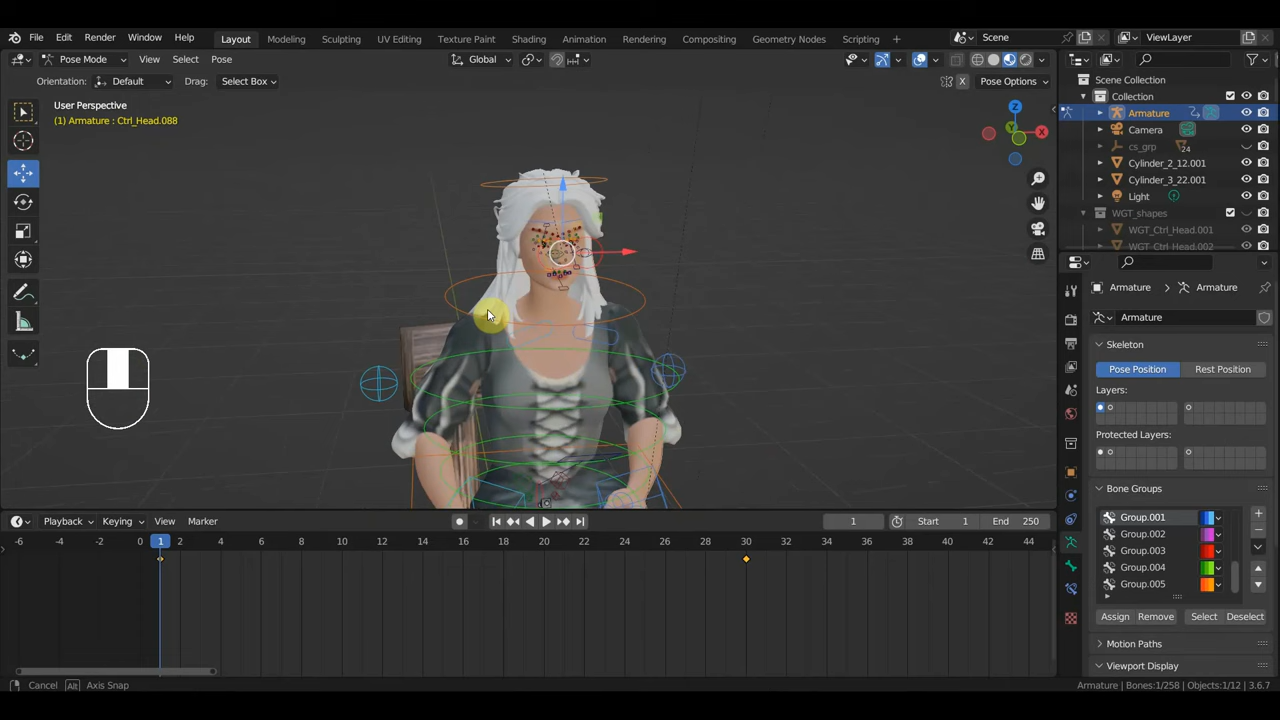 File Edit Render Window Help Layout Modeling Sculpting UV Editing Texture Paint Shading Animation Rendering Compositing Geometry Nodes Scripting + Scene ViewLayer
Pose Mode View Select Pose Global
Orientation: Default Drag: Select Box X Pose Options
Scene Collection
Collection
Armature
Camera
cs_grp 24
Cylinder_2_12.001
Cylinder_3_22.001
Light
WGT_shapes
WGT_Ctrl_Head.001
WGT_Ctrl_Head.002
User Perspective
(1) Armature : Ctrl_Head.088
Z
X
Y
Armature Armature
Armature
Skeleton
Pose Position Rest Position
Layers:
Protected Layers:
Bone Groups
Group.001
Group.002
Group.003
Group.004
Group.005
Assign Remove Select Deselect
Motion Paths
Viewport Display
Playback Keying View Marker 1 Start 1 End 250
-6 -4 -2 0 1 2 4 6 8 10 12 14 16 18 20 22 24 26 28 30 32 34 36 38 40 42 44
Cancel Alt Axis Snap Armature | Bones:1/258 | Objects:1/12 | 3.6.7